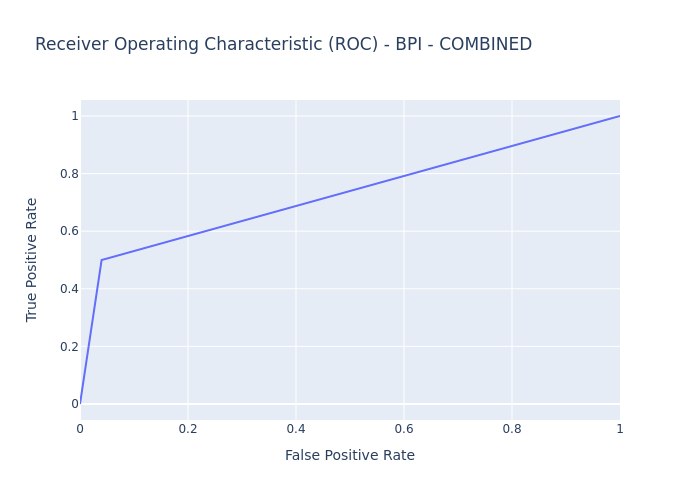 Receiver Operating Characteristic (ROC) - BPI - COMBINED
1
0.8
0.6
0.4
0.2
0
True Positive Rate
0 0.2 0.4 0.6 0.8 1
False Positive Rate